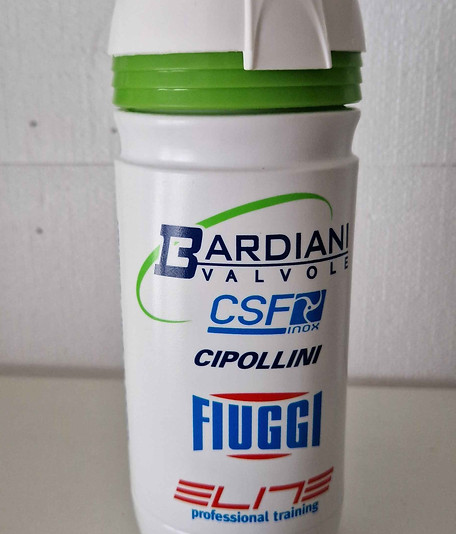 BARDIANI
VALVOLE
CSF
INOX
CIPOLLINI
FIUGGI
ELITE
professional training